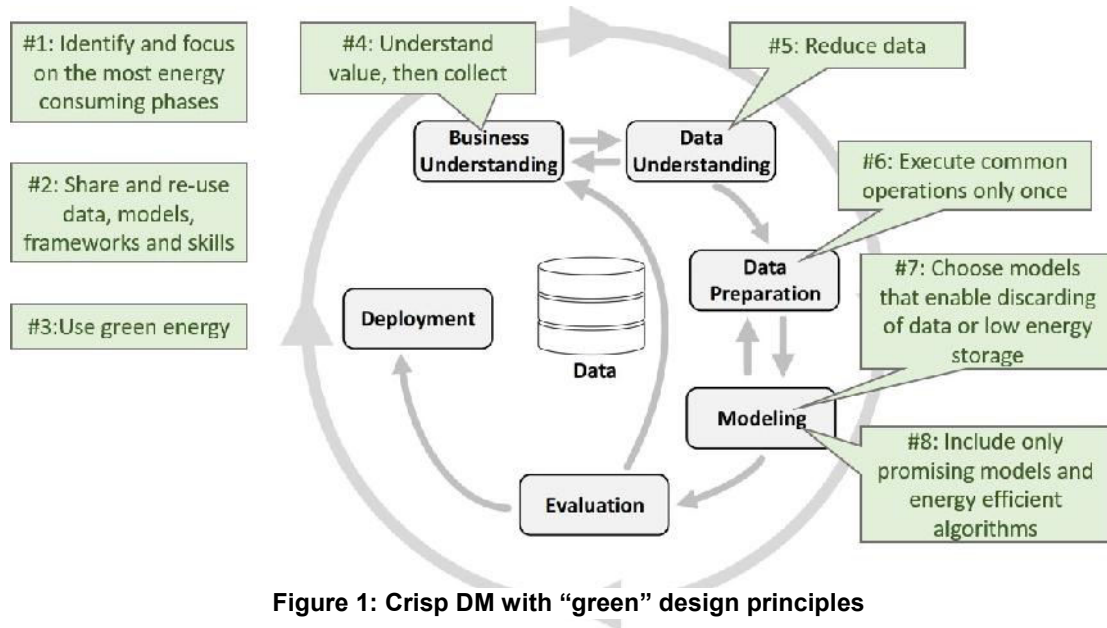 #1: Identify and focus
on the most energy
consuming phases
#2: Share and re-use
data, models,
frameworks and skills
#3:Use green energy
#4: Understand
value, then collect
#5: Reduce data
Business
Understanding
Data
Understanding
#6: Execute common
operations only once
Data
Preparation
#7: Choose models
that enable discarding
of data or low energy
storage
Deployment
Data
Modeling
#8: Include only
promising models and
energy efficient
algorithms
Evaluation
Figure 1: Crisp DM with “green” design principles